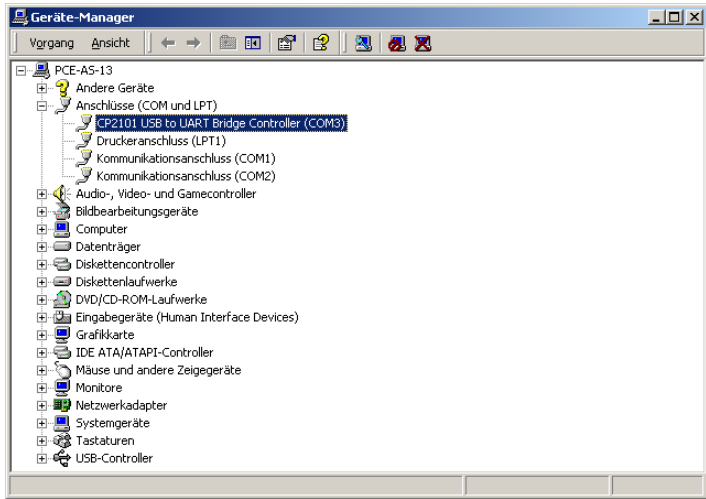 Geräte-Manager
Vorgang Ansicht
PCE-AS-13
Andere Geräte
Anschlüsse (COM und LPT)
CP2101 USB to UART Bridge Controller (COM3)
Druckeranschluss (LPT1)
Kommunikationsanschluss (COM1)
Kommunikationsanschluss (COM2)
Audio-, Video- und Gamecontroller
Bildbearbeitungsgeräte
Computer
Datenträger
Diskettencontroller
Diskettenlaufwerke
DVD/CD-ROM-Laufwerke
Eingabegeräte (Human Interface Devices)
Grafikkarte
IDE ATA/ATAPI-Controller
Mäuse und andere Zeigegeräte
Monitore
Netzwerkadapter
Systemgeräte
Tastaturen
USB-Controller